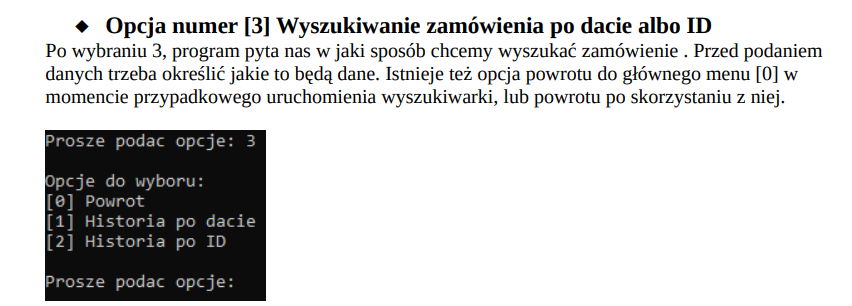 ◆ Opcja numer [3] Wyszukiwanie zamówienia po dacie albo ID
Po wybraniu 3, program pyta nas w jaki sposób chcemy wyszukać zamówienie . Przed podaniem
danych trzeba określić jakie to będą dane. Istnieje też opcja powrotu do głównego menu [0] w
momencie przypadkowego uruchomienia wyszukiwarki, lub powrotu po skorzystaniu z niej.
Prosze podac opcje: 3
Opcje do wyboru:
[0] Powrot
[1] Historia po dacie
[2] Historia po ID
Prosze podac opcje: